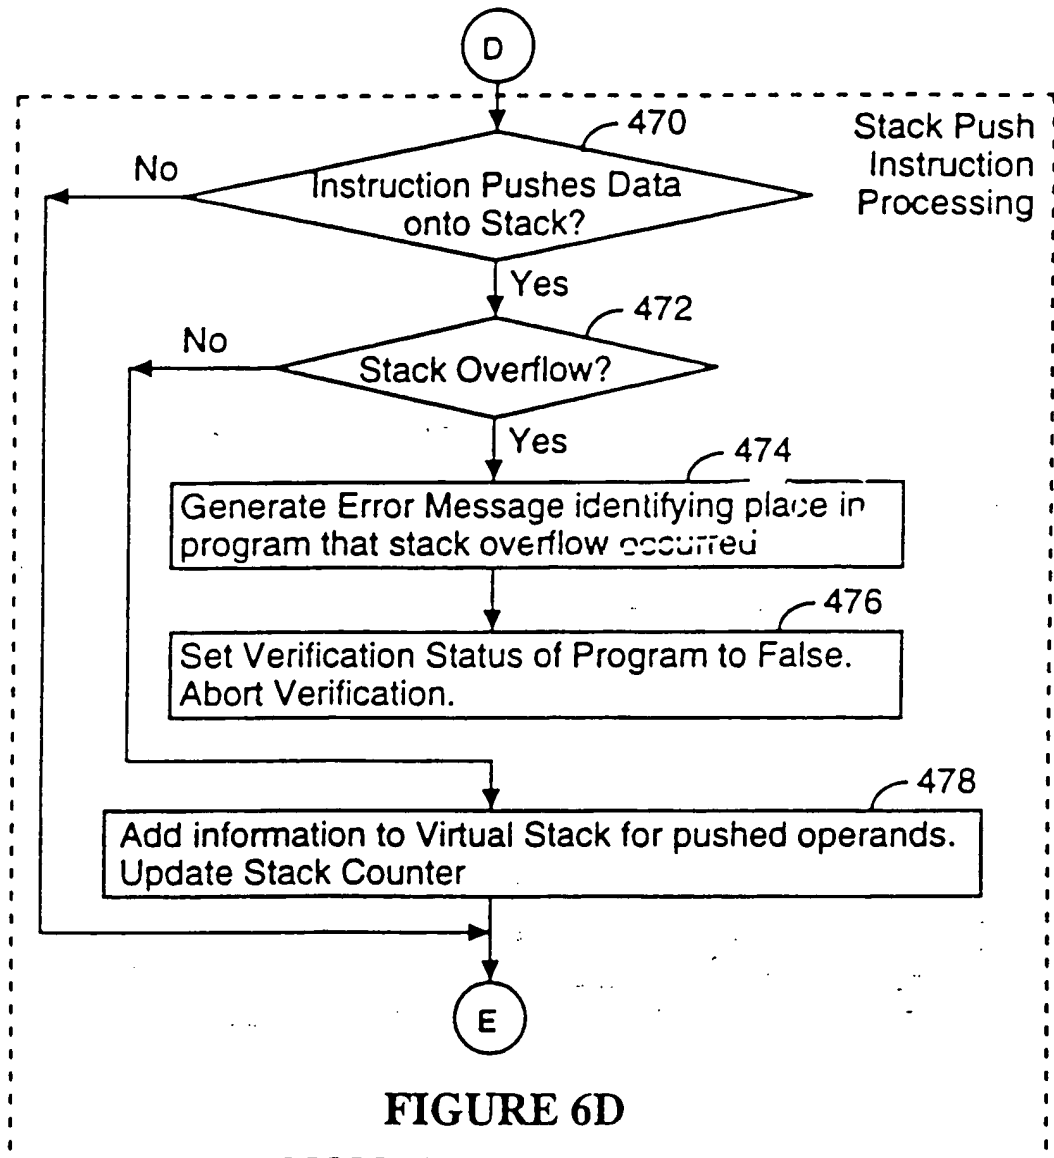 D
470
Stack Push
Instruction
Processing
No
Instruction Pushes Data
onto Stack?
Yes
472
No
Stack Overflow?
Yes
474
Generate Error Message identifying place in
program that stack overflow occurred
476
Set Verification Status of Program to False.
Abort Verification.
478
Add information to Virtual Stack for pushed operands.
Update Stack Counter
E
FIGURE 6D